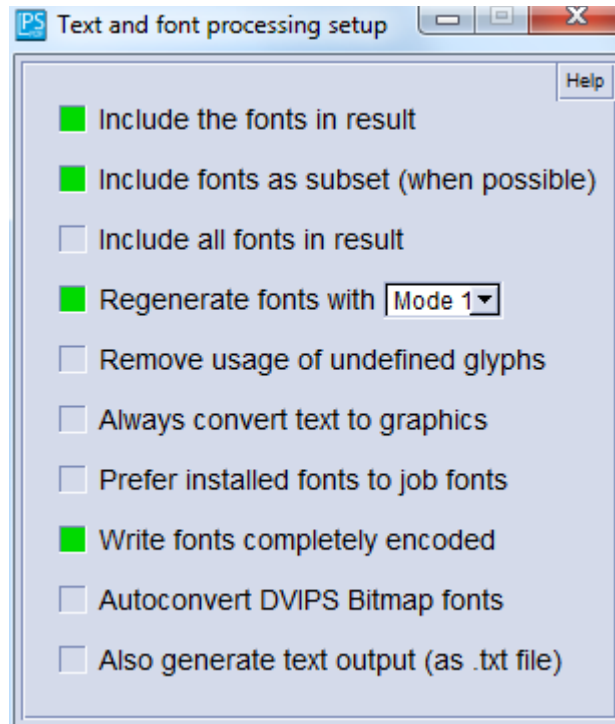 PS Text and font processing setup
Help
Include the fonts in result
Include fonts as subset (when possible)
Include all fonts in result
Regenerate fonts with Mode 1
Remove usage of undefined glyphs
Always convert text to graphics
Prefer installed fonts to job fonts
Write fonts completely encoded
Autoconvert DVIPS Bitmap fonts
Also generate text output (as .txt file)